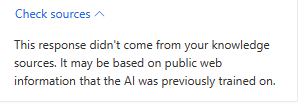 Check sources
This response didn't come from your knowledge
sources. It may be based on public web
information that the AI was previously trained on.